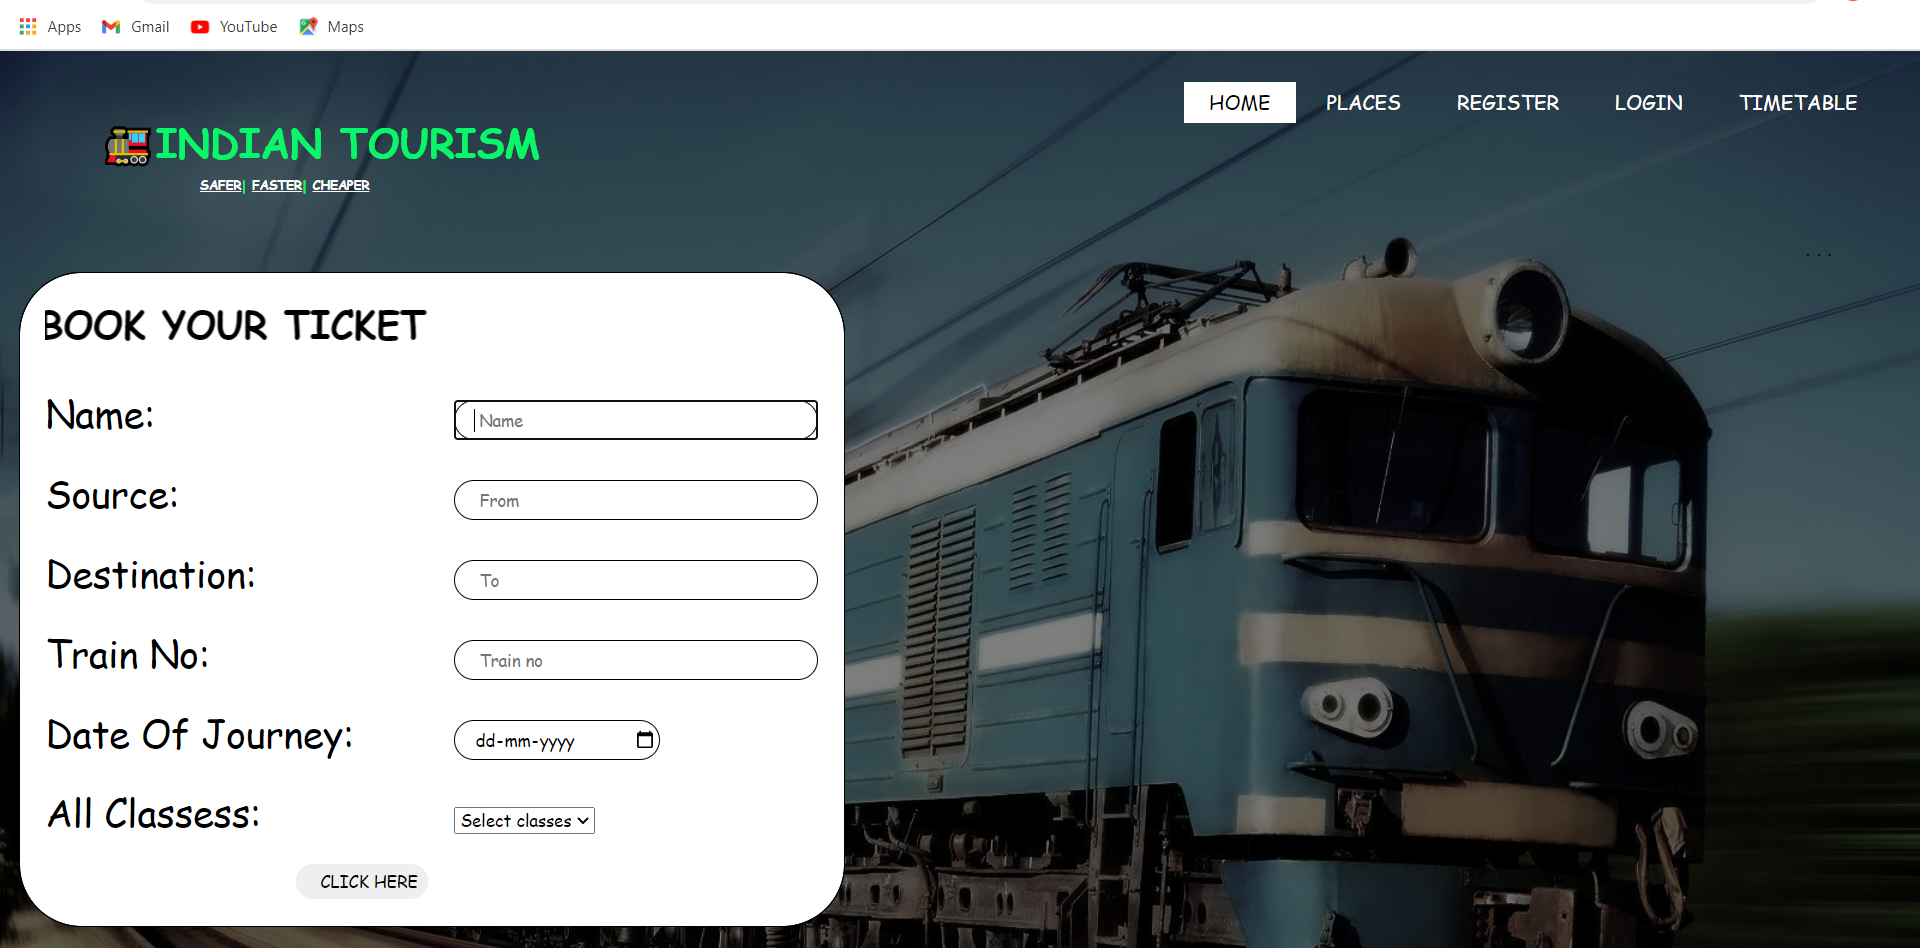 Apps Gmail YouTube Maps
HOME PLACES REGISTER LOGIN TIMETABLE
INDIAN TOURISM
SAFER| FASTER| CHEAPER
...
BOOK YOUR TICKET
Name: Name
Source: From
Destination: To
Train No: Train no
Date Of Journey: dd-mm-yyyy
All Classess: Select classes
CLICK HERE